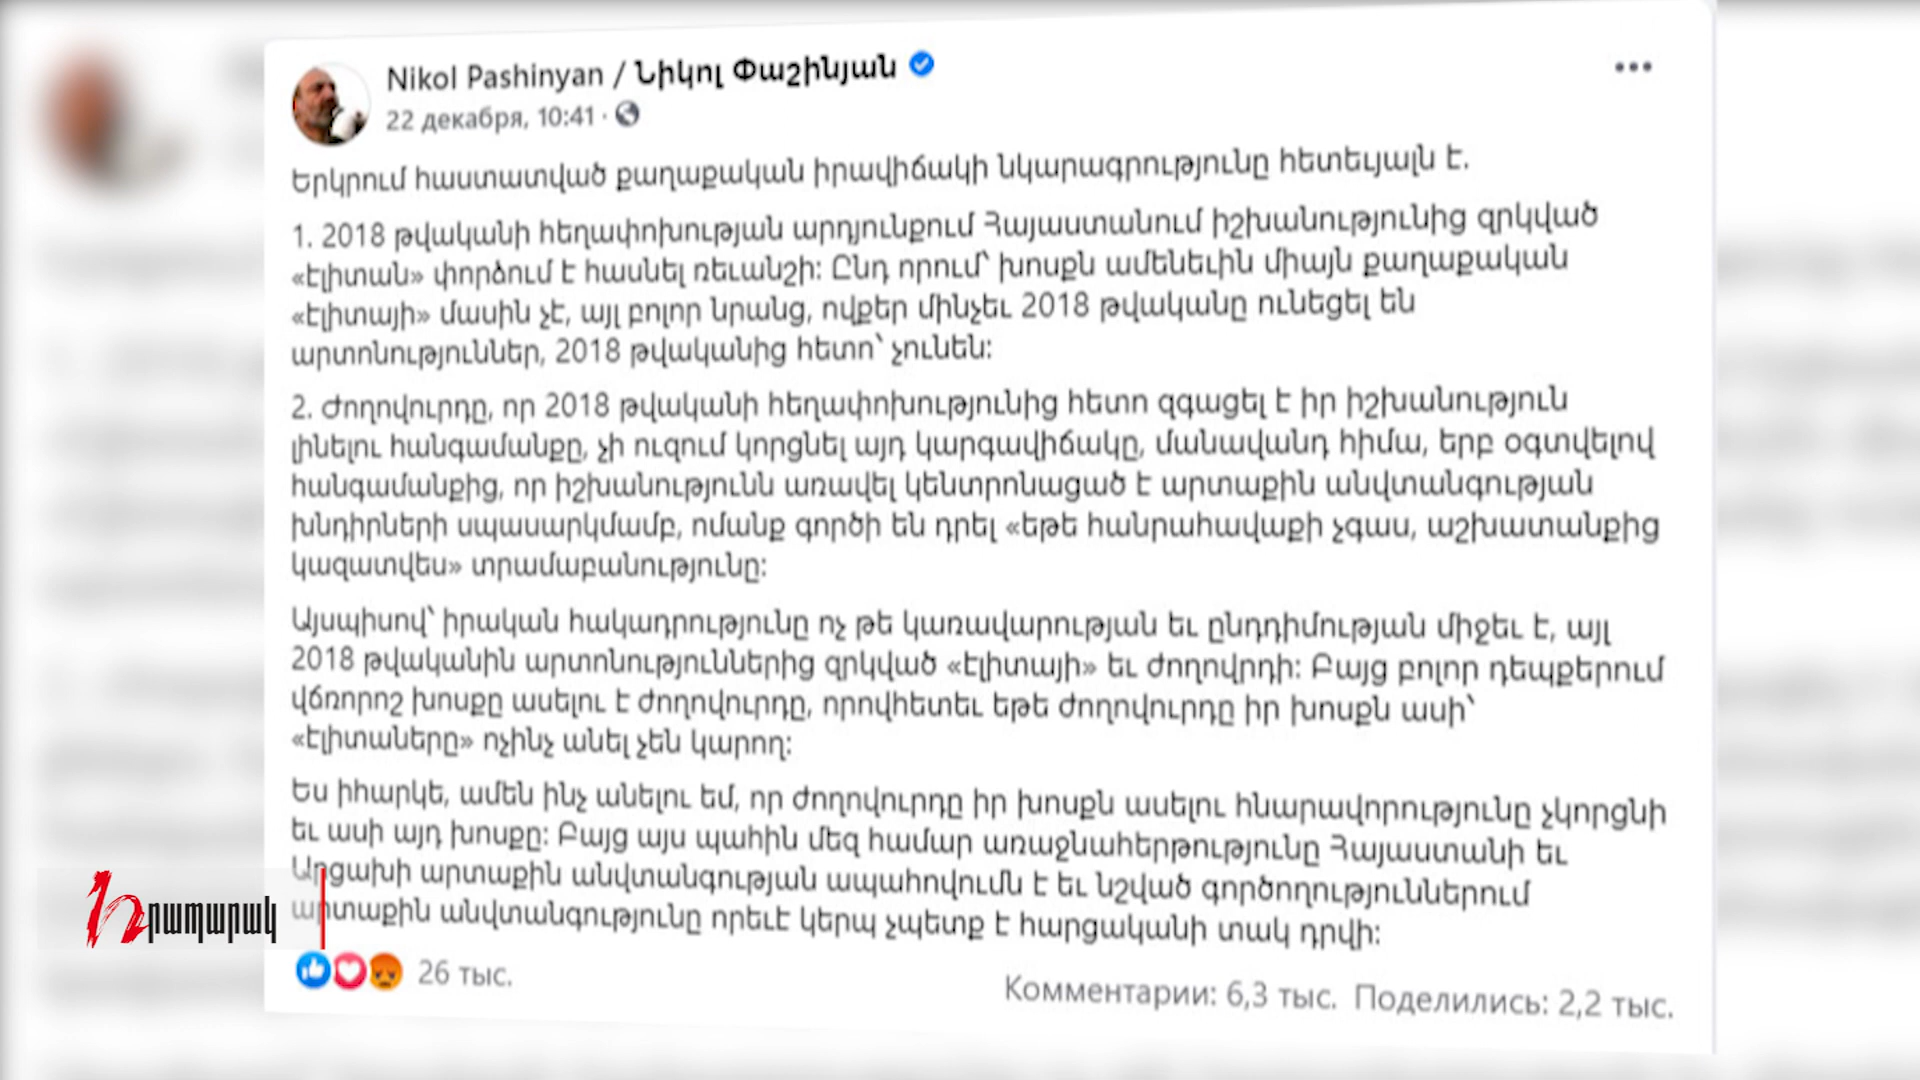 Nikol Pashinyan / Նիկոլ Փաշինյան
22 декабря, 10:41 ·
Երկրում հաստատված քաղաքական իրավիճակի նկարագրությունը հետեւյալն է.
1. 2018 թվականի հեղափոխության արդյունքում Հայաստանում իշխանությունից զրկված
«էլիտան» փորձում է հասնել ռեւանշի: Ընդ որում՝ խոսքն ամենեւին միայն քաղաքական
«էլիտայի» մասին չէ, այլ բոլոր նրանց, ովքեր մինչեւ 2018 թվականը ունեցել են
արտոնություններ, 2018 թվականից հետո՝ չունեն:
2. Ժողովուրդը, որ 2018 թվականի հեղափոխությունից հետո զգացել է իր իշխանություն
լինելու հանգամանքը, չի ուզում կորցնել այդ կարգավիճակը, մանավանդ հիմա, երբ օգտվելով
հանգամանքից, որ իշխանությունն առավել կենտրոնացած է արտաքին անվտանգության
խնդիրների սպասարկմամբ, ոմանք գործի են դրել «եթե հանրահավաքի չգաս, աշխատանքից
կազատվես» տրամաբանությունը:
Այսպիսով՝ իրական հակադրությունը ոչ թե կառավարության եւ ընդդիմության միջեւ է, այլ
2018 թվականին արտոնություններից զրկված «էլիտայի» եւ ժողովրդի: Բայց բոլոր դեպքերում
վճռորոշ խոսքը ասելու է ժողովուրդը, որովհետեւ եթե ժողովուրդը իր խոսքն ասի՝
«էլիտաները» ոչինչ անել չեն կարող:
Ես իհարկե, ամեն ինչ անելու եմ, որ ժողովուրդը իր խոսքն ասելու հնարավորությունը չկորցնի
եւ ասի այդ խոսքը: Բայց այս պահին մեզ համար առաջնահերթությունը Հայաստանի եւ
Արցախի արտաքին անվտանգության ապահովումն է եւ նշված գործողություններում
արտաքին անվտանգությունը որեւէ կերպ չպետք է հարցականի տակ դրվի:
Հրապարակ
26 тыс.
Комментарии: 6,3 тыс. Поделились: 2,2 тыс.